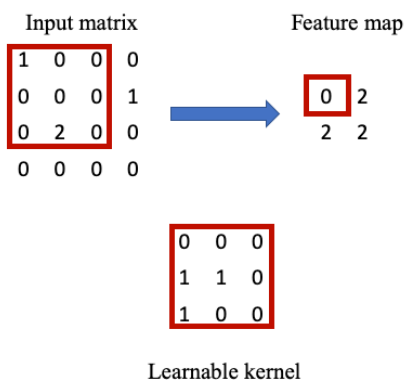 Input matrix
Feature map
1 0 0 0
0 0 0 1
0 2 0 0
0 0 0 0
0 2
2 2
0 0 0
1 1 0
1 0 0
Learnable kernel